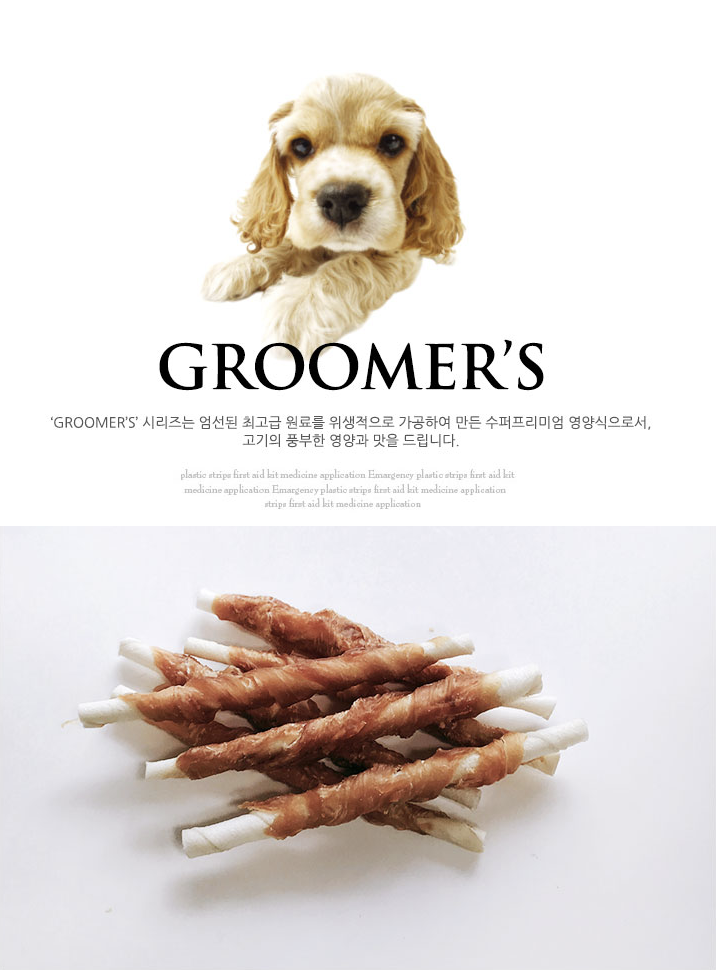 GROOMER'S
‘GROOMER'S’ 시리즈는 엄선된 최고급 원료를 위생적으로 가공하여 만든 수퍼프리미엄 영양식으로서,
고기의 풍부한 영양과 맛을 드립니다.
plastic strips first aid kit medicine application Emargency plastic strips first aid kit
medicine application Emargency plastic strips first aid kit medicine application
strips first aid kit medicine application